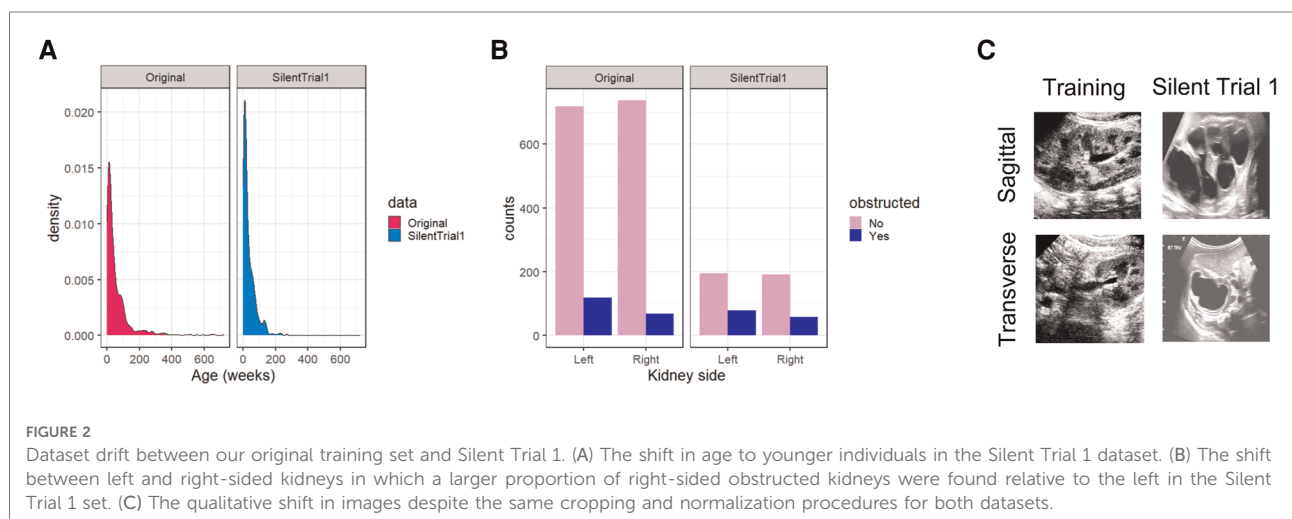 A
Original
SilentTrial1
0.020
0.015
0.010
0.005
0.000
density
0 200 400 600
0 200 400 600
Age (weeks)
data
Original
SilentTrial1
B
Original
SilentTrial1
600
400
200
0
counts
Left Right
Left Right
Kidney side
obstructed
No
Yes
C
Training Silent Trial 1
Sagittal
Transverse
RT TRV
FIGURE 2
Dataset drift between our original training set and Silent Trial 1. (A) The shift in age to younger individuals in the Silent Trial 1 dataset. (B) The shift
between left and right-sided kidneys in which a larger proportion of right-sided obstructed kidneys were found relative to the left in the Silent
Trial 1 set. (C) The qualitative shift in images despite the same cropping and normalization procedures for both datasets.